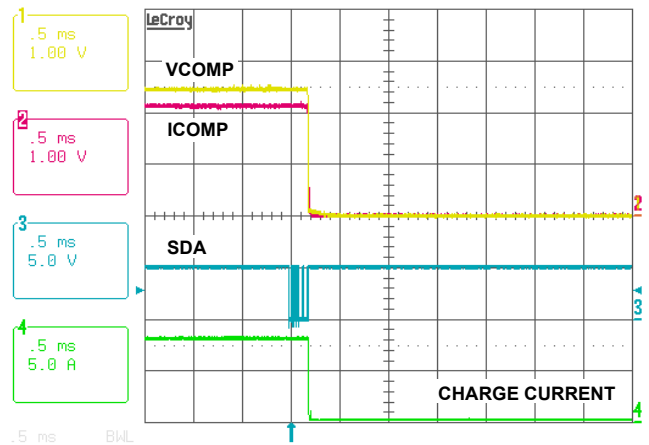 1
.5 ms
1.00 V
2
.5 ms
1.00 V
3
.5 ms
5.0 V
4
.5 ms
5.0 A
.5 ms BWL
LeCroy
VCOMP
ICOMP
2
SDA
3
CHARGE CURRENT
4